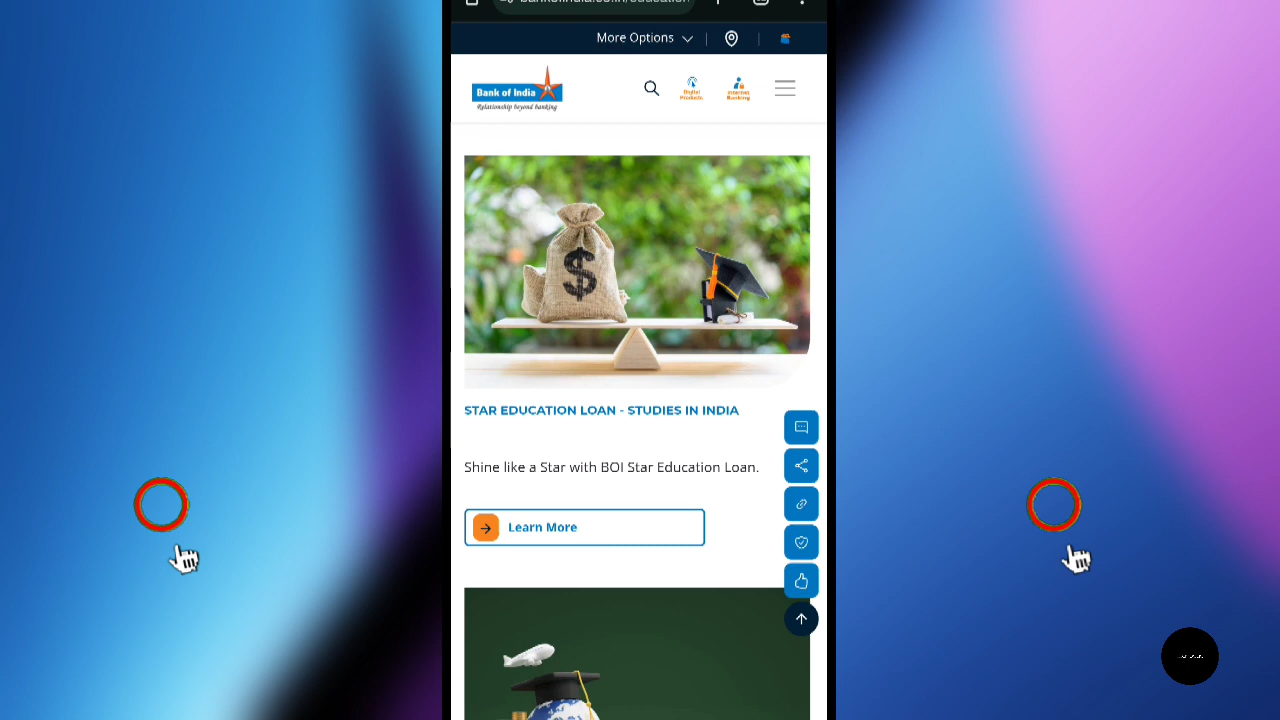 More Options
Bank of India
Relationship beyond banking
Digital
Products
Internet
Banking
$
STAR EDUCATION LOAN - STUDIES IN INDIA
Shine like a Star with BOI Star Education Loan.
Learn More